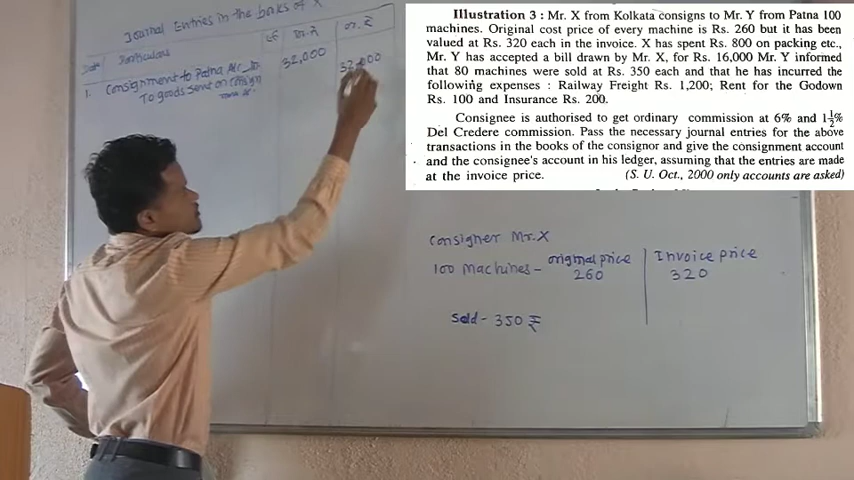 Journal Entries in the books of X
Date Particulars LF Dr. ₹ Cr. ₹
1. Consignment to Patna A/c Dr 32,000
To goods sent on Consign 32,000
Illustration 3 : Mr. X from Kolkata consigns to Mr. Y from Patna 100
machines. Original cost price of every machine is Rs. 260 but it has been
valued at Rs. 320 each in the invoice. X has spent Rs. 800 on packing etc.,
Mr. Y has accepted a bill drawn by Mr. X, for Rs. 16,000 Mr. Y informed
that 80 machines were sold at Rs. 350 each and that he has incurred the
following expenses : Railway Freight Rs. 1,200; Rent for the Godown
Rs. 100 and Insurance Rs. 200.
Consignee is authorised to get ordinary commission at 6% and 1½%
Del Credere commission. Pass the necessary journal entries for the above
transactions in the books of the consignor and give the consignment account
and the consignee's account in his ledger, assuming that the entries are made
at the invoice price. (S. U. Oct., 2000 only accounts are asked)
Consigner Mr. X
100 Machines - original price Invoice price
260 320
Sold - 350 ₹